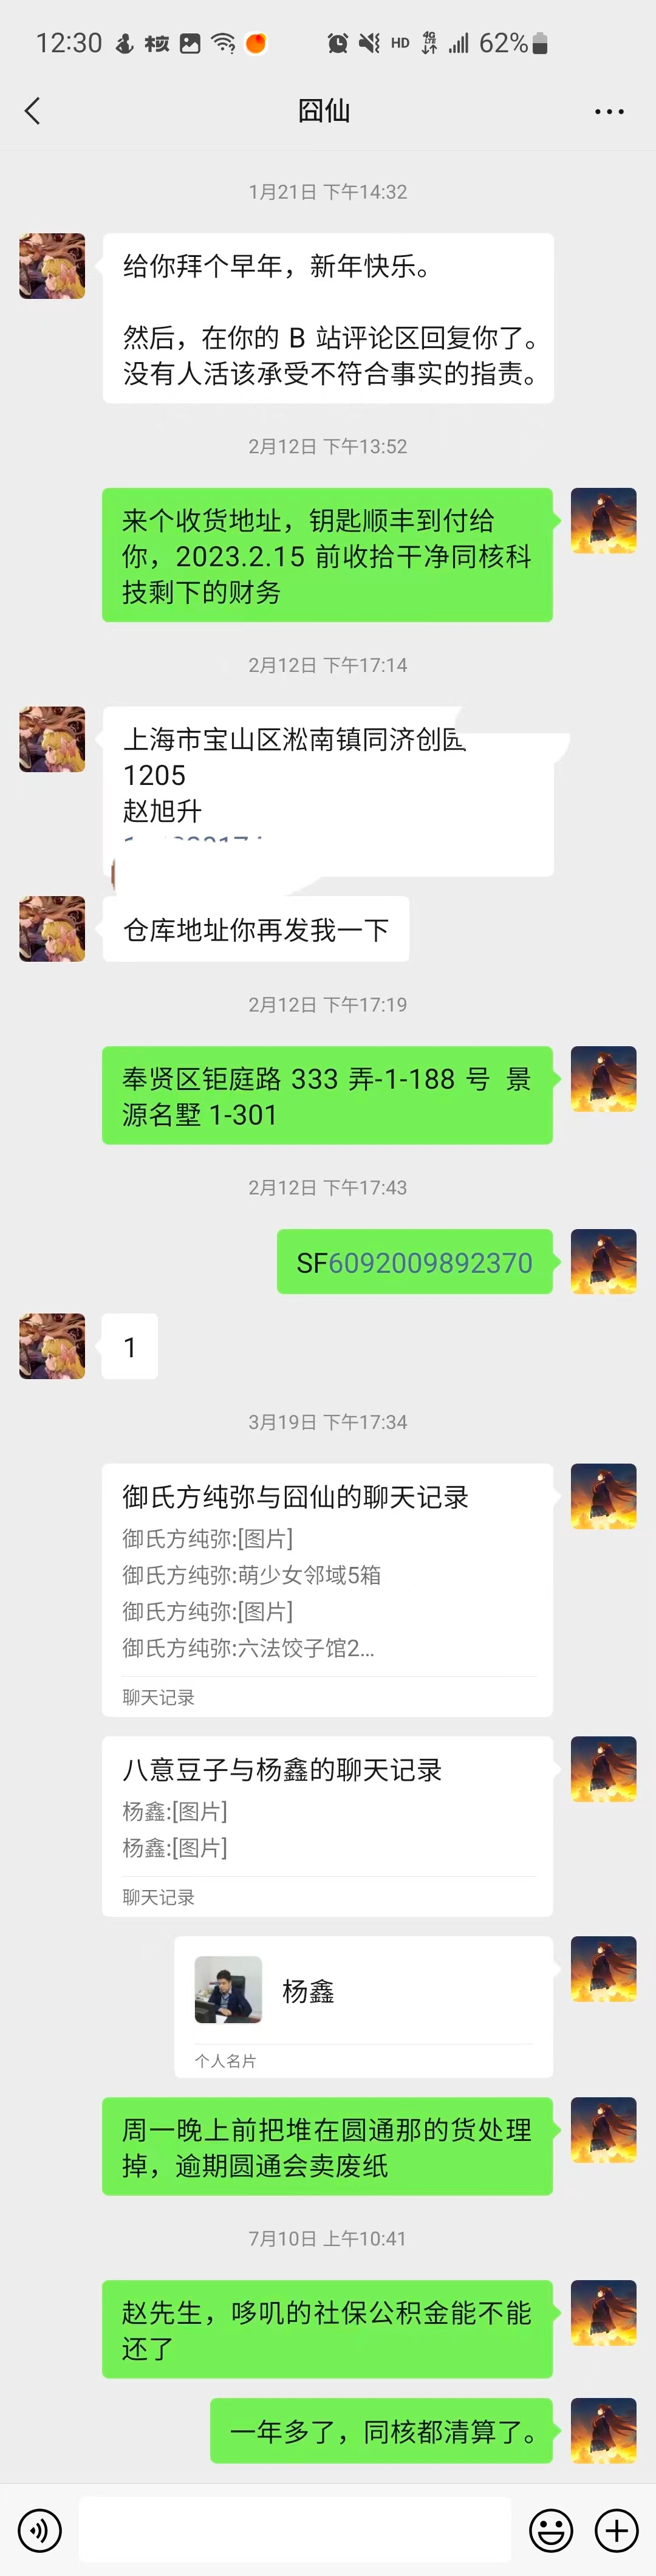 12:30
核
HD
4G
62%
囧仙
1月21日 下午14:32
给你拜个早年，新年快乐。
然后，在你的 B 站评论区回复你了。
没有人活该承受不符合事实的指责。
2月12日 下午13:52
来个收货地址，钥匙顺丰到付给
你，2023.2.15 前收拾干净同核科
技剩下的财务
2月12日 下午17:14
上海市宝山区淞南镇同济创园
1205
赵旭升
仓库地址你再发我一下
2月12日 下午17:19
奉贤区钜庭路 333 弄-1-188 号 景
源名墅 1-301
2月12日 下午17:43
SF6092009892370
1
3月19日 下午17:34
御氏方纯弥与囧仙的聊天记录
御氏方纯弥:[图片]
御氏方纯弥:萌少女邻域5箱
御氏方纯弥:[图片]
御氏方纯弥:六法饺子馆2...
聊天记录
八意豆子与杨鑫的聊天记录
杨鑫:[图片]
杨鑫:[图片]
聊天记录
杨鑫
个人名片
周一晚上前把堆在圆通那的货处理
掉，逾期圆通会卖废纸
7月10日 上午10:41
赵先生，哆叽的社保公积金能不能
还了
一年多了，同核都清算了。